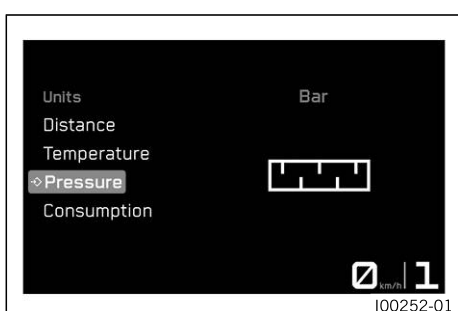 Units
Bar
Distance
Temperature
Pressure
Consumption
0 km/h 1
I00252-01